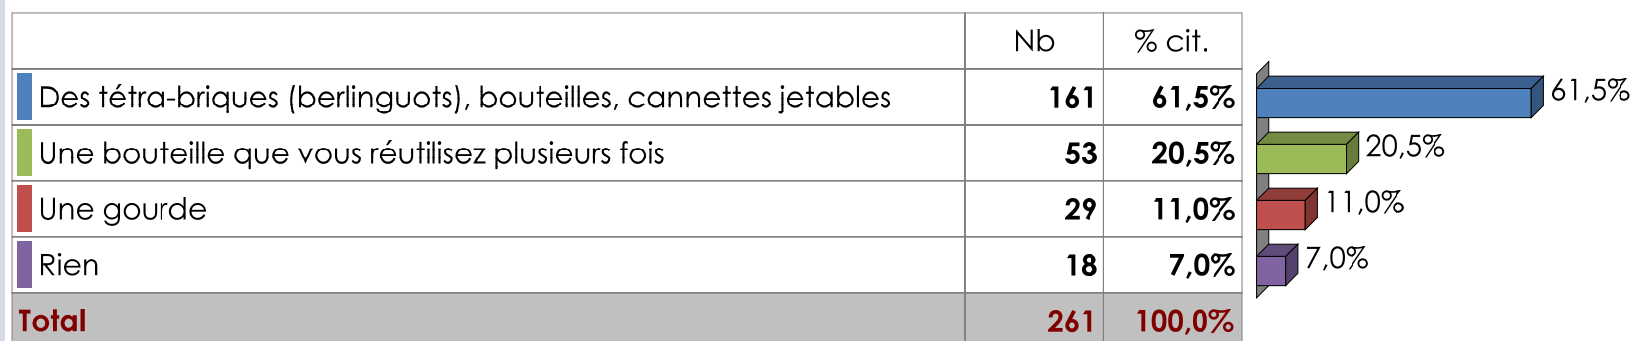 Nb % cit.
Des tétra-briques (berlinguots), bouteilles, cannettes jetables 161 61,5% 61,5%
Une bouteille que vous réutilisez plusieurs fois 53 20,5% 20,5%
Une gourde 29 11,0% 11,0%
Rien 18 7,0% 7,0%
Total 261 100,0%